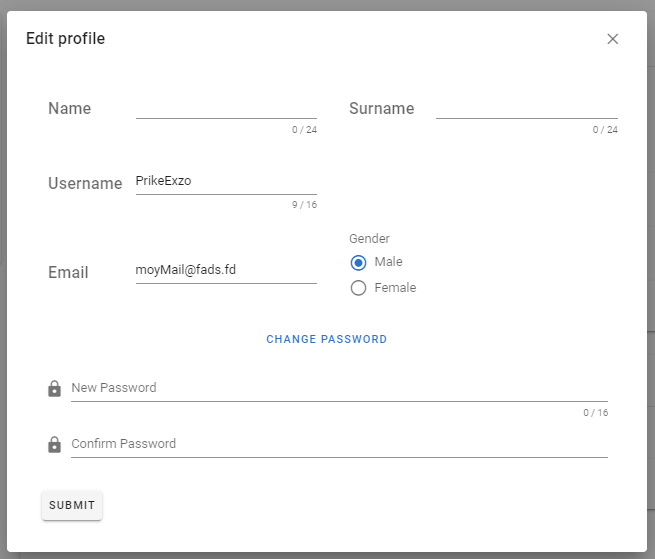 Edit profile
Name
0 / 24
Surname
0 / 24
Username PrikeExzo
9 / 16
Email moyMail@fads.fd
Gender
Male
Female
CHANGE PASSWORD
New Password
0 / 16
Confirm Password
SUBMIT